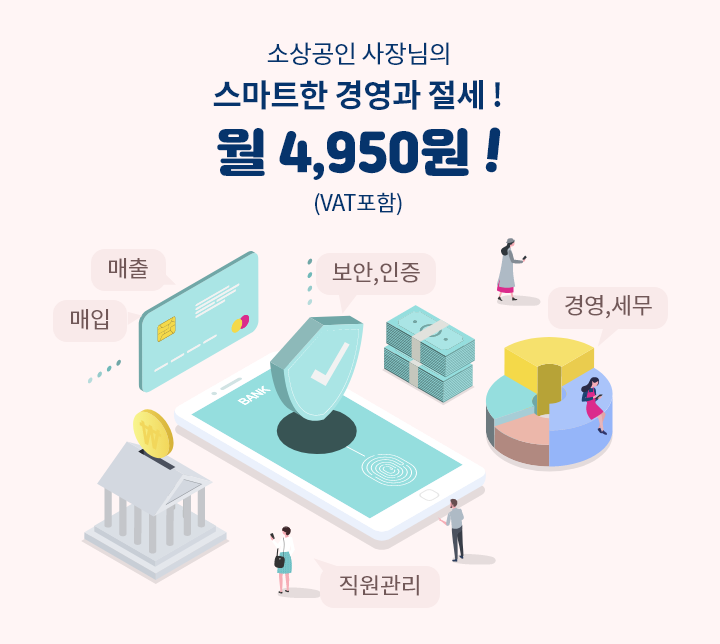 소상공인 사장님의
스마트한 경영과 절세 !
월 4,950원 !
(VAT포함)
매출
보안,인증
매입
경영,세무
BANK
₩
직원관리